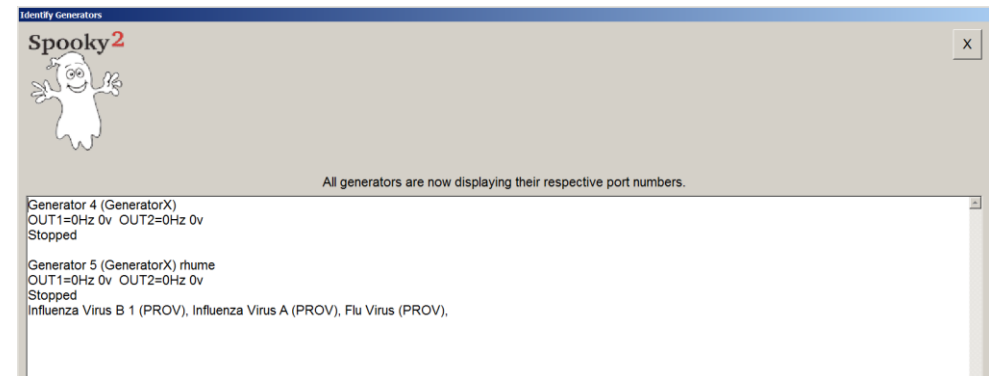 Identify Generators
Spooky2
X
All generators are now displaying their respective port numbers.
Generator 4 (GeneratorX)
OUT1=0Hz 0v OUT2=0Hz 0v
Stopped
Generator 5 (GeneratorX) rhume
OUT1=0Hz 0v OUT2=0Hz 0v
Stopped
Influenza Virus B 1 (PROV), Influenza Virus A (PROV), Flu Virus (PROV),